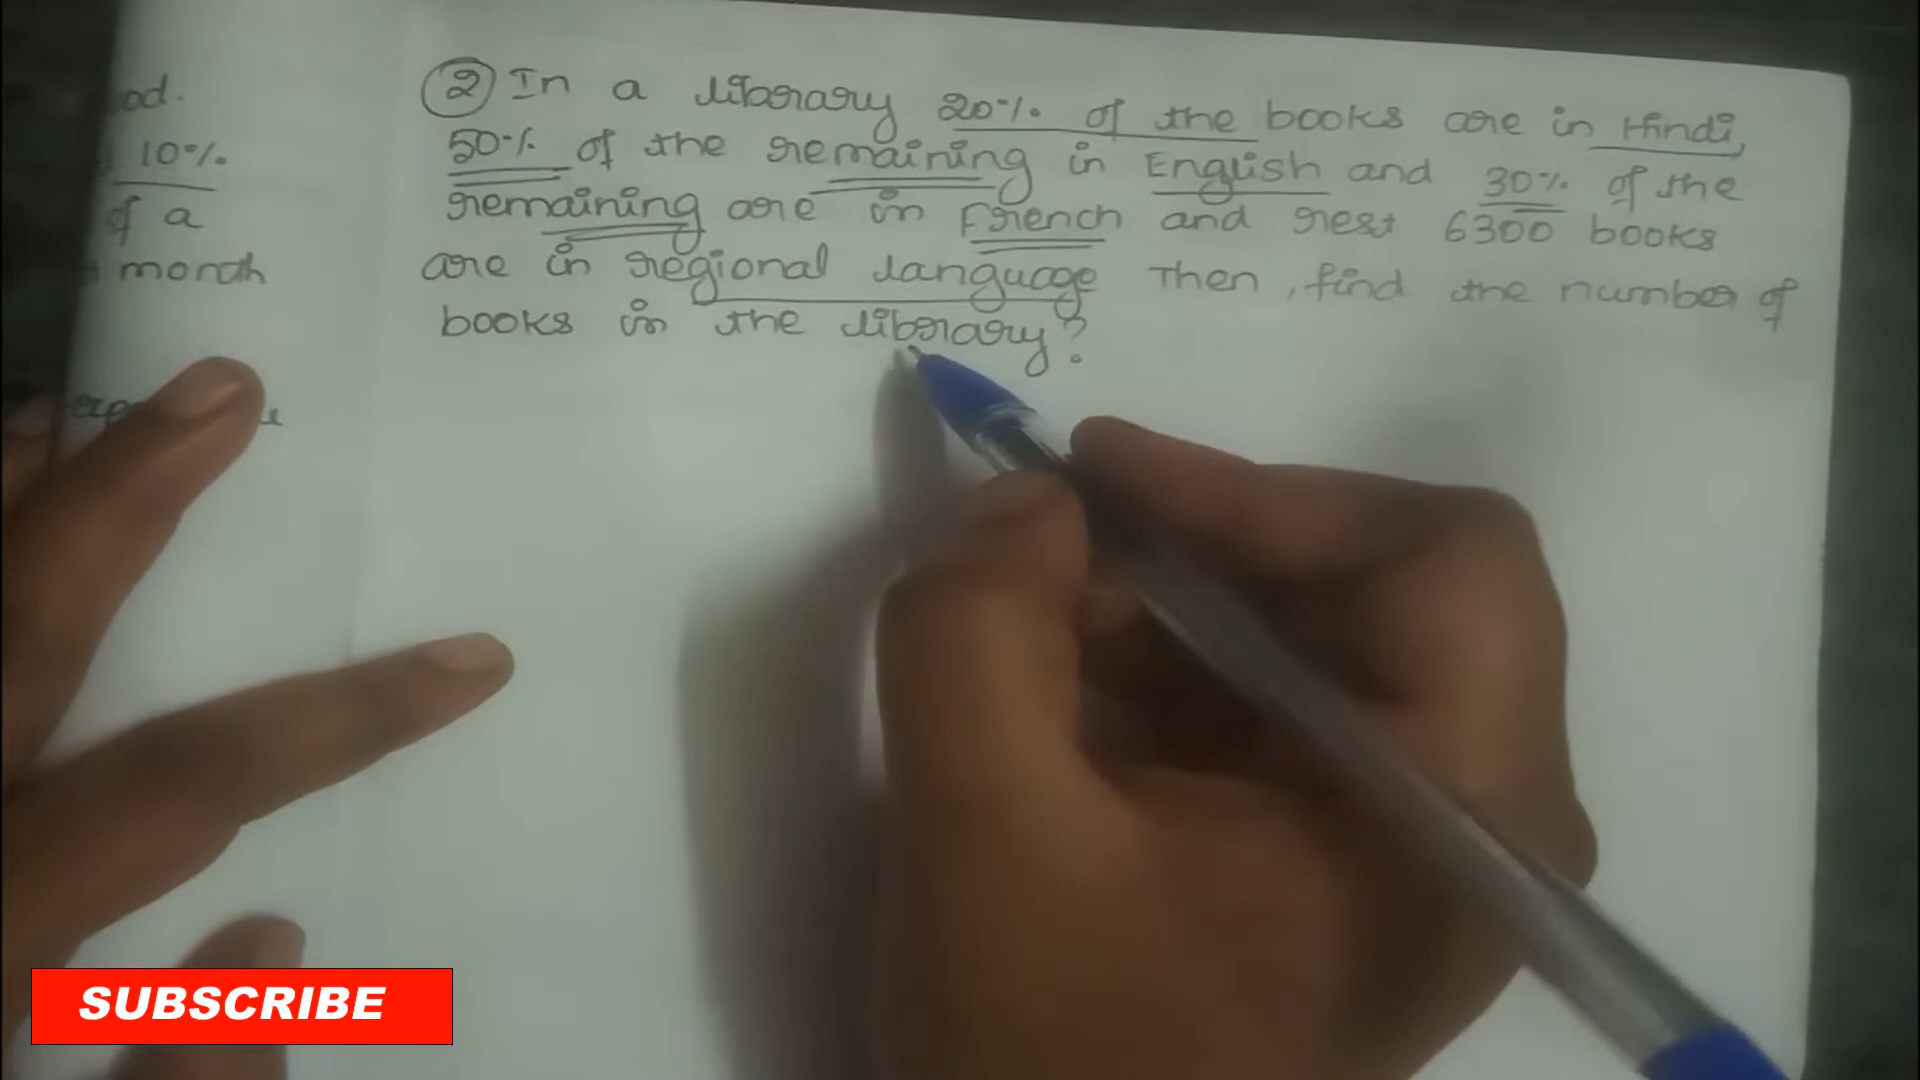 od.
10%
of a
month
② In a library 20% of the books are in Hindi,
50% of the remaining in English and 30% of the
remaining are in French and rest 6300 books
are in regional language Then, find the number of
books in the library?
SUBSCRIBE